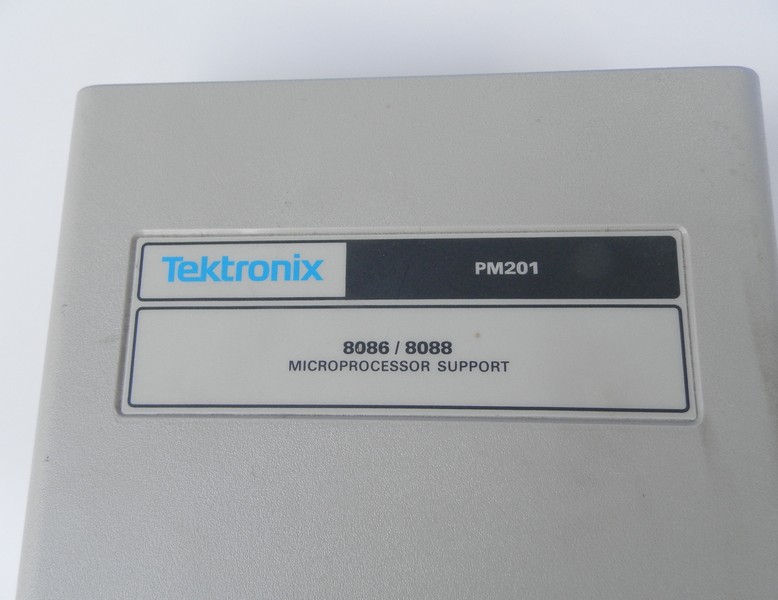 Tektronix PM201
8086 / 8088
MICROPROCESSOR SUPPORT